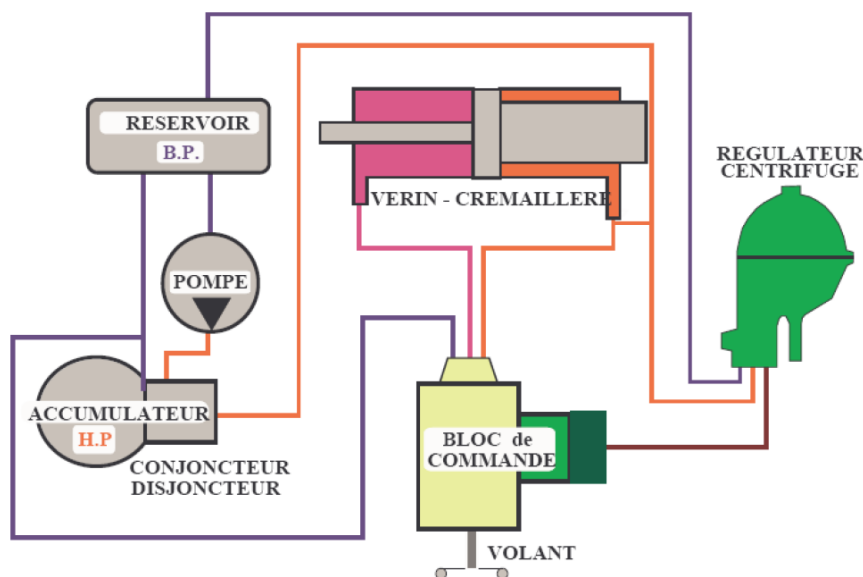 RESERVOIR
B.P.
VERIN - CREMAILLERE
REGULATEUR
CENTRIFUGE
POMPE
ACCUMULATEUR
H.P
CONJONCTEUR
DISJONCTEUR
BLOC de
COMMANDE
VOLANT